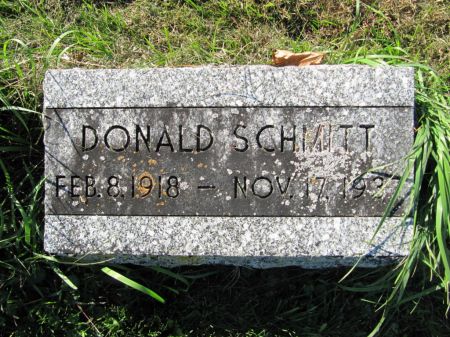 DONALD SCHMITT
FEB. 8, 1918 — NOV. 17,